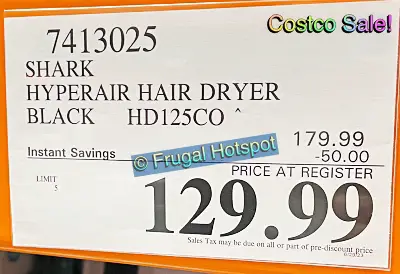 Costco Sale!
7413025
SHARK
HYPERAIR HAIR DRYER
BLACK HD125CO ^
179.99
Instant Savings -50.00
© Frugal Hotspot
PRICE AT REGISTER
LIMIT
5
129.99
Sales Tax may be due on all or part of pre-discount price